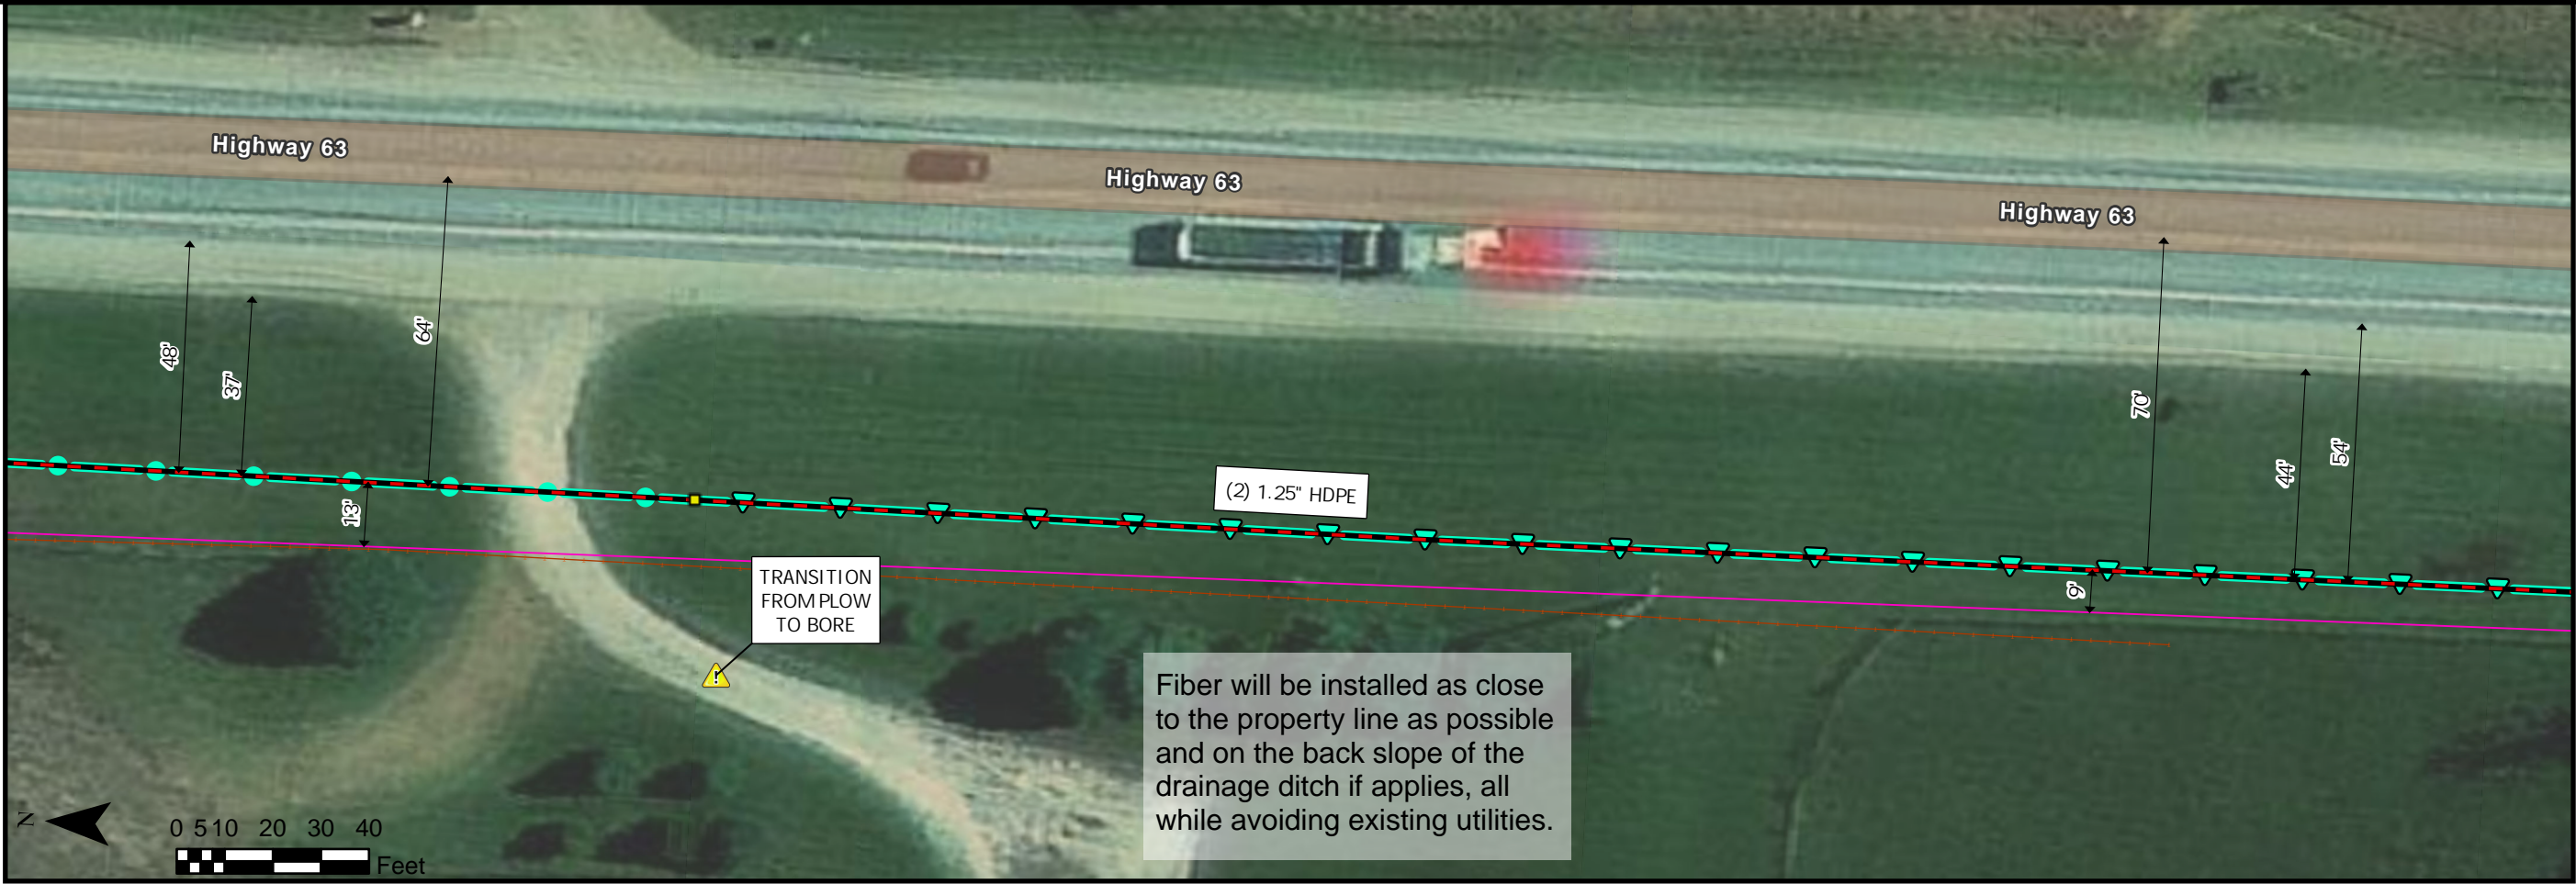 Highway 63
Highway 63
Highway 63
48'
37'
64'
13'
70'
44'
54'
9'
(2) 1.25" HDPE
TRANSITION
FROM PLOW
TO BORE
!
Fiber will be installed as close
to the property line as possible
and on the back slope of the
drainage ditch if applies, all
while avoiding existing utilities.
N
0 5 10 20 30 40
Feet